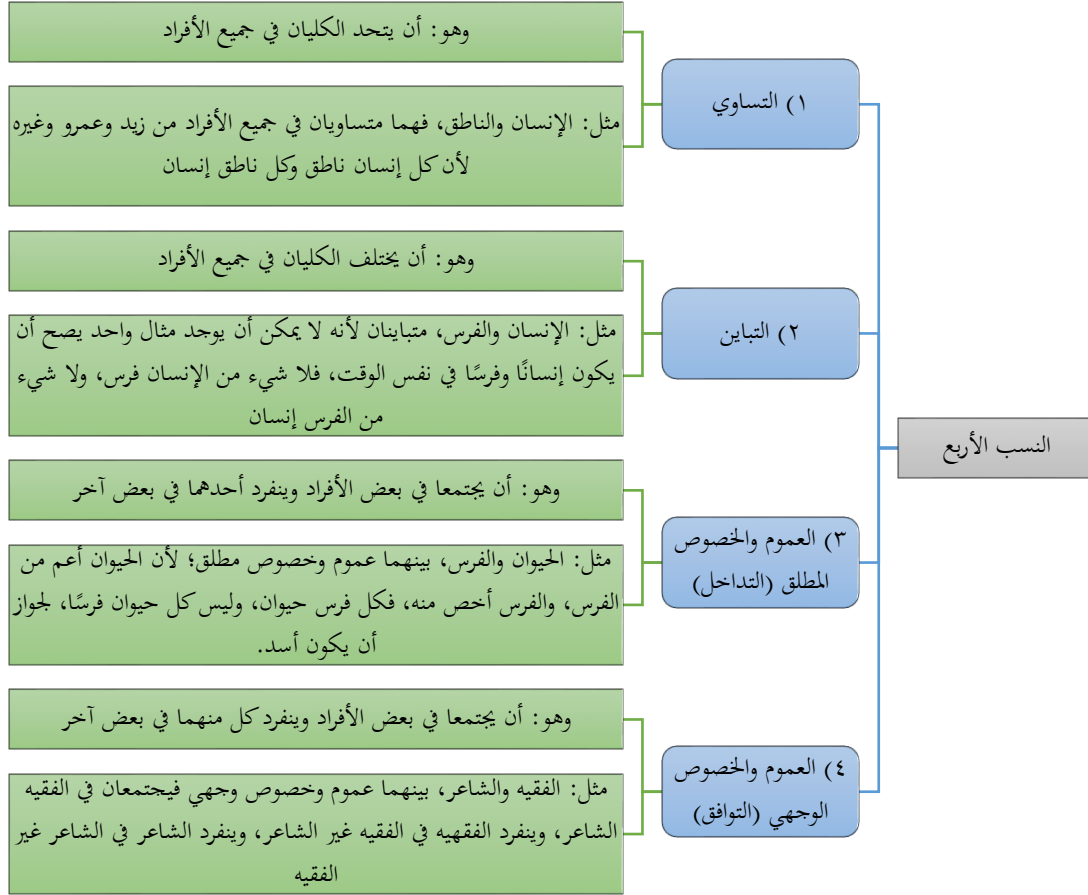 النسب الأربع
١) التساوي
وهو: أن يتحد الكليان في جميع الأفراد
مثل: الإنسان والناطق، فهما متساويان في جميع الأفراد من زيد وعمرو وغيره
لأن كل إنسان ناطق وكل ناطق إنسان
٢) التباين
وهو: أن يختلف الكليان في جميع الأفراد
مثل: الإنسان والفرس، متباينان لأنه لا يمكن أن يوجد مثال واحد يصح أن
يكون إنسانًا وفرسًا في نفس الوقت، فلا شيء من الإنسان فرس، ولا شيء
من الفرس إنسان
٣) العموم والخصوص
المطلق (التداخل)
وهو: أن يجتمعا في بعض الأفراد وينفرد أحدهما في بعض آخر
مثل: الحيوان والفرس، بينهما عموم وخصوص مطلق؛ لأن الحيوان أعم من
الفرس، والفرس أخص منه، فكل فرس حيوان، وليس كل حيوان فرسًا، لجواز
أن يكون أسد.
٤) العموم والخصوص
الوجهي (التوافق)
وهو: أن يجتمعا في بعض الأفراد وينفرد كل منهما في بعض آخر
مثل: الفقيه والشاعر، بينهما عموم وخصوص وجهي فيجتمعان في الفقيه
الشاعر، وينفرد الفقهيه في الفقيه غير الشاعر، وينفرد الشاعر في الشاعر غير
الفقيه